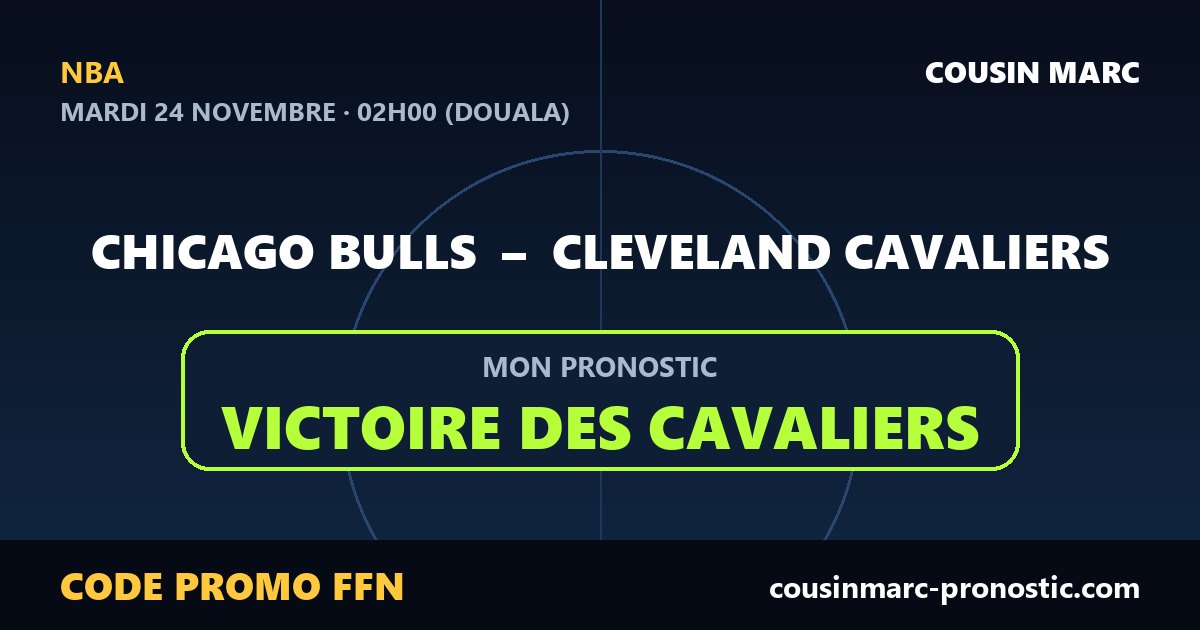 NBA
COUSIN MARC
MARDI 24 NOVEMBRE · 02H00 (DOUALA)
CHICAGO BULLS – CLEVELAND CAVALIERS
MON PRONOSTIC
VICTOIRE DES CAVALIERS
CODE PROMO FFN
cousinmarc-pronostic.com